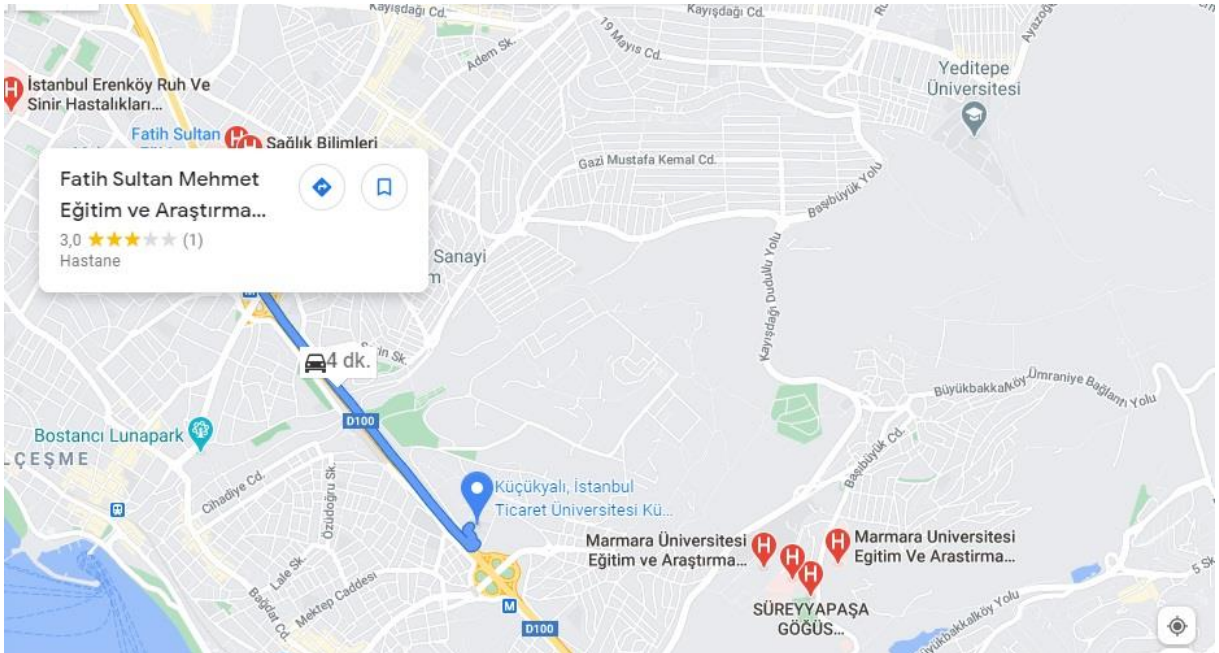 Kayışdağı Cd.
Kayışdağı Cd.
19 Mayıs Cd.
Adem Sk.
İstanbul Erenköy Ruh Ve
Sinir Hastalıkları...
Yeditepe
Üniversitesi
Fatih Sultan
Sağlık Bilimleri
Gazi Mustafa Kemal Cd.
Fatih Sultan Mehmet
Eğitim ve Araştırma...
3,0 (1)
Hastane
Başıbüyük Yolu
Sanayi
Kayışdağı Dudullu Yolu
4 dk.
D100
Büyükbakkalköy-Ümraniye Bağlantı Yolu
Bostancı Lunapark
LÇEŞME
Cihadiye Cd.
Özüdoğru Sk.
Başıbüyük Cd.
Küçükyalı, İstanbul
Ticaret Üniversitesi Kü...
Marmara Üniversitesi
Eğitim ve Araştırma...
Marmara Universitesi
Egitim Ve Arastirma...
Lale Sk.
Bağdat Cd.
Mektep Caddesi
M
D100
SÜREYYAPAŞA
GÖĞÜS...
5 Sk